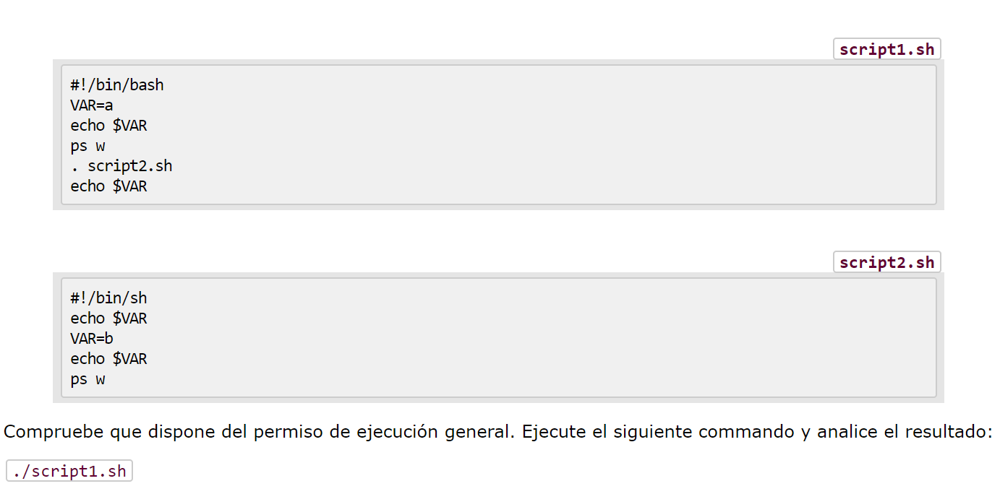 script1.sh
#!/bin/bash
VAR=a
echo $VAR
ps w
. script2.sh
echo $VAR
script2.sh
#!/bin/sh
echo $VAR
VAR=b
echo $VAR
ps w
Compruebe que dispone del permiso de ejecución general. Ejecute el siguiente commando y analice el resultado:
./script1.sh